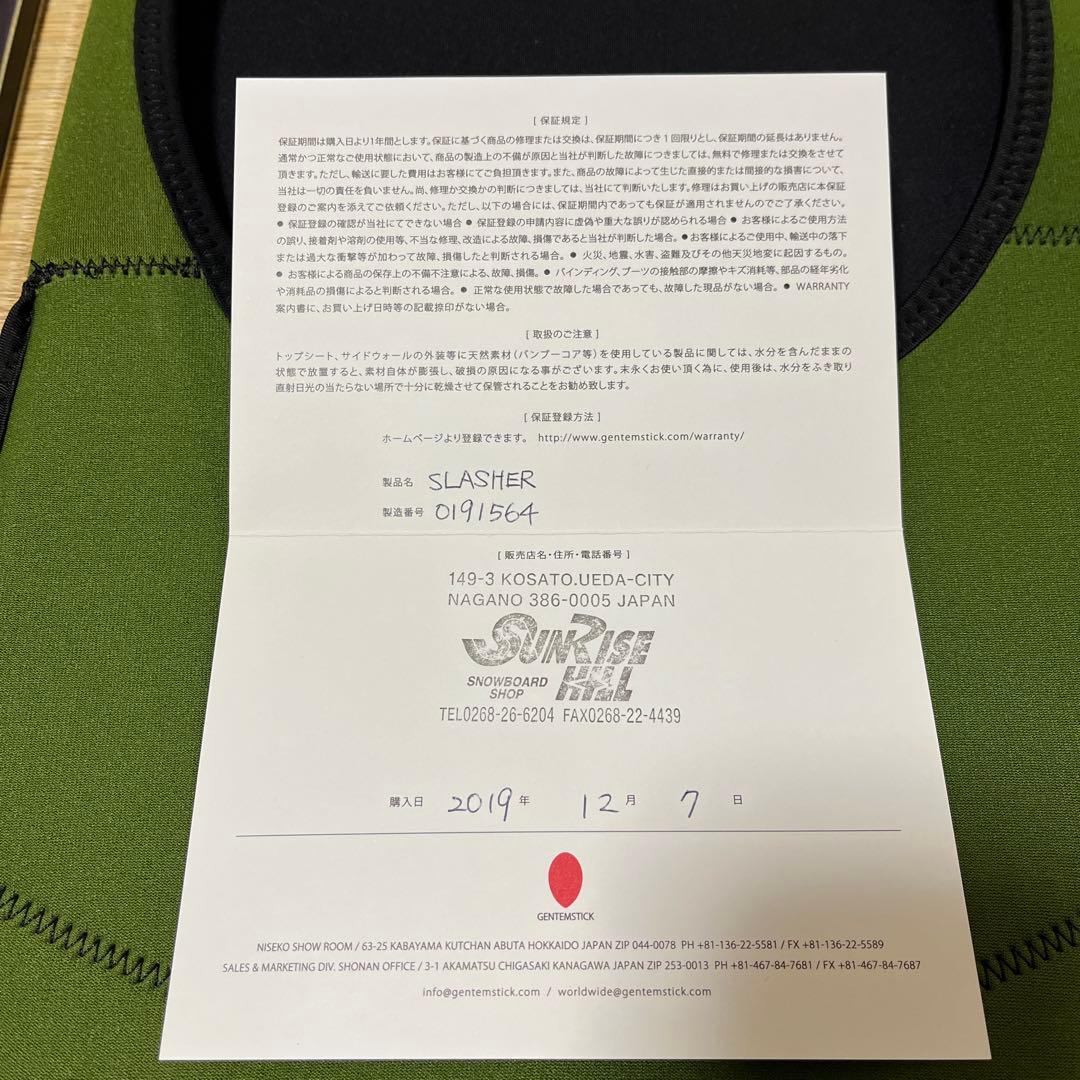 [ 保証規定 ]
保証期間は購入日より1年間とします。保証に基づく商品の修理または交換は、保証期間につき1回限りとし、保証期間の延長はありません。
通常かつ正常なご使用状態において、商品の製造上の不備が原因と当社が判断した故障につきましては、無料で修理または交換をさせて
頂きます。ただし、輸送に要した費用はお客様にてご負担頂きます。また、商品の故障によって生じた直接的または間接的な損害について、
当社は一切の責任を負いません。尚、修理か交換かの判断につきましては、当社にて判断いたします。修理はお買い上げの販売店に本保証
登録のご案内を添えてご依頼ください。ただし、以下の場合には、保証期間内であっても保証が適用されませんのでご了承ください。
● 保証登録の確認が当社にてできない場合 ● 保証登録の申請内容に虚偽や重大な誤りが認められる場合 ● お客様によるご使用方法
の誤り、接着剤や溶剤の使用等、不当な修理、改造による故障、損傷であると当社が判断した場合。●お客様によるご使用中、輸送中の落下
または過大な衝撃等が加わって故障、損傷したと判断される場合。 ● 火災、地震、水害、盗難及びその他天災地変に起因するもの。
● お客様による商品の保存上の不備不注意による、故障、損傷。● バインディング、ブーツの接触部の摩擦やキズ消耗等、部品の経年劣化
や消耗品の損傷によると判断される場合。 ● 正常な使用状態で故障した場合であっても、故障した現品がない場合。 ● WARRANTY
案内書に、お買い上げ日時等の記載捺印がない場合。
[ 取扱のご注意 ]
トップシート、サイドウォールの外装等に天然素材(バンブーコア等)を使用している製品に関しては、水分を含んだままの
状態で放置すると、素材自体が膨張し、破損の原因になる事がございます。末永くお使い頂く為に、使用後は、水分をふき取り
直射日光の当たらない場所で十分に乾燥させて保管されることをお勧め致します。
[ 保証登録方法 ]
ホームページより登録できます。 http://www.gentemstick.com/warranty/
製品名 SLASHER
製造番号 0191564
[ 販売店名・住所・電話番号 ]
149-3 KOSATO.UEDA-CITY
NAGANO 386-0005 JAPAN
SUNRISE
SNOWBOARD SHOP HILL
TEL0268-26-6204 FAX0268-22-4439
購入日 2019年 12月 7日
GENTEMSTICK
NISEKO SHOW ROOM / 63-25 KABAYAMA KUTCHAN ABUTA HOKKAIDO JAPAN ZIP 044-0078 PH +81-136-22-5581 / FX +81-136-22-5589
SALES & MARKETING DIV. SHONAN OFFICE / 3-1 AKAMATSU CHIGASAKI KANAGAWA JAPAN ZIP 253-0013 PH +81-467-84-7681 / FX +81-467-84-7687
info@gentemstick.com / worldwide@gentemstick.com